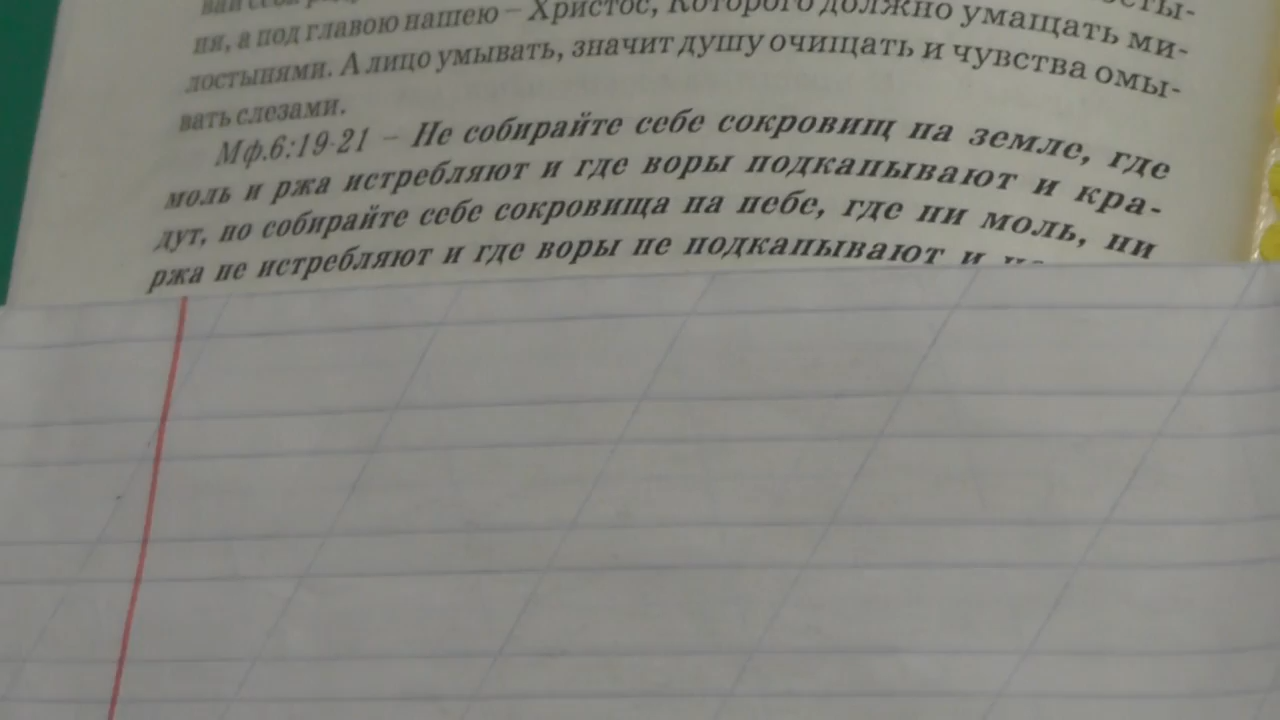 ня, а под главою нашею – Христос, Которого должно умащать ми-
лостынями. А лицо умывать, значит душу очищать и чувства омы-
вать слезами.
Мф.6:19-21 – Не собирайте себе сокровищ на земле, где
моль и ржа истребляют и где воры подкапывают и кра-
дут, но собирайте себе сокровища на небе, где ни моль, ни
ржа не истребляют и где воры не подкапывают и